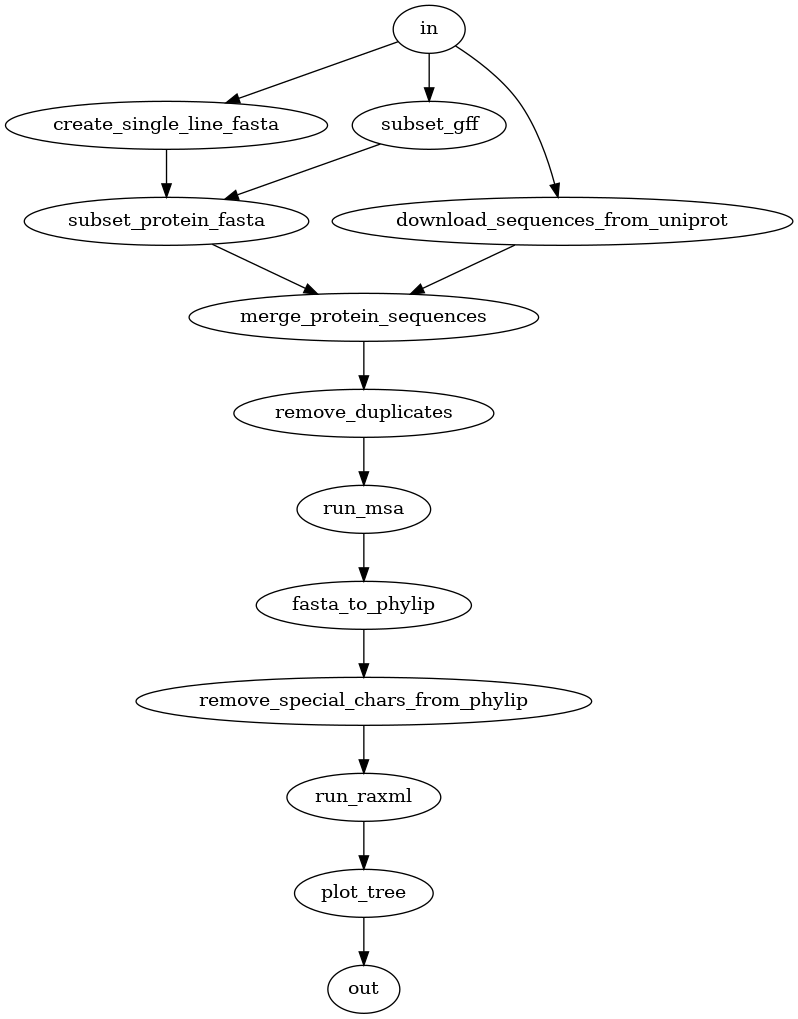 in
create_single_line_fasta
subset_gff
subset_protein_fasta
download_sequences_from_uniprot
merge_protein_sequences
remove_duplicates
run_msa
fasta_to_phylip
remove_special_chars_from_phylip
run_raxml
plot_tree
out